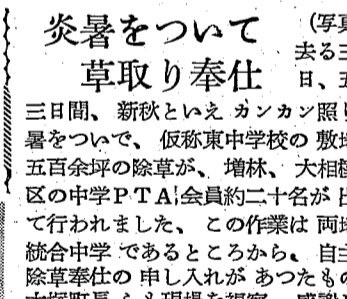 炎暑をついて
草取り奉仕
(写真
去る三
日、五
三日間、新秋といえカンカン照り
暑をついで、仮称東中学校の敷地
五百余坪の除草が、増林、大相模
区の中学PTA会員約二十名が出
て行われました、この作業は両地
統合中学であるところから、自主
除草奉仕の申し入れがあつたもの